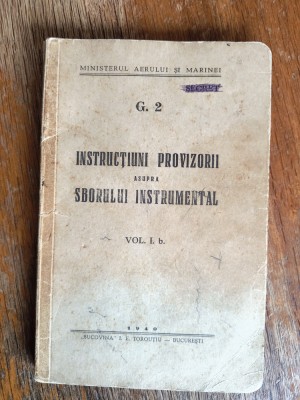 MINISTERUL AERULUI ȘI MARINEI
SECRET
G. 2
INSTRUCȚIUNI PROVIZORII
ASUPRA
SBORULUI INSTRUMENTAL
VOL. I. b.
1940
„BUCOVINA" I. E. TOROUȚIU — BUCUREȘTI